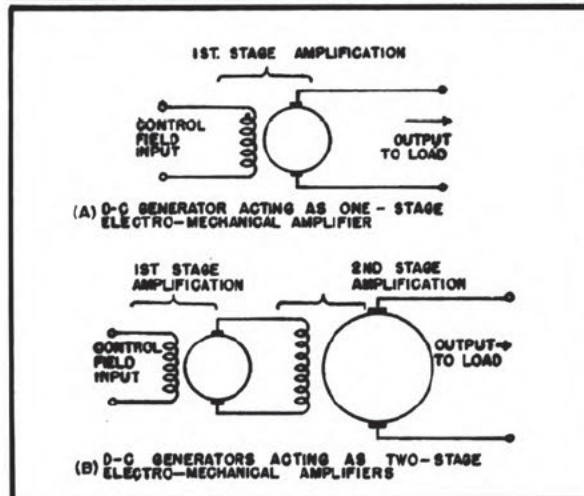 1ST. STAGE AMPLIFICATION
CONTROL
FIELD
INPUT
OUTPUT
TO LOAD
(A) D-C GENERATOR ACTING AS ONE-STAGE
ELECTRO-MECHANICAL AMPLIFIER
1ST STAGE
AMPLIFICATION
2ND STAGE
AMPLIFICATION
CONTROL
FIELD
INPUT
OUTPUT
TO LOAD
(B) D-C GENERATORS ACTING AS TWO-STAGE
ELECTRO-MECHANICAL AMPLIFIERS